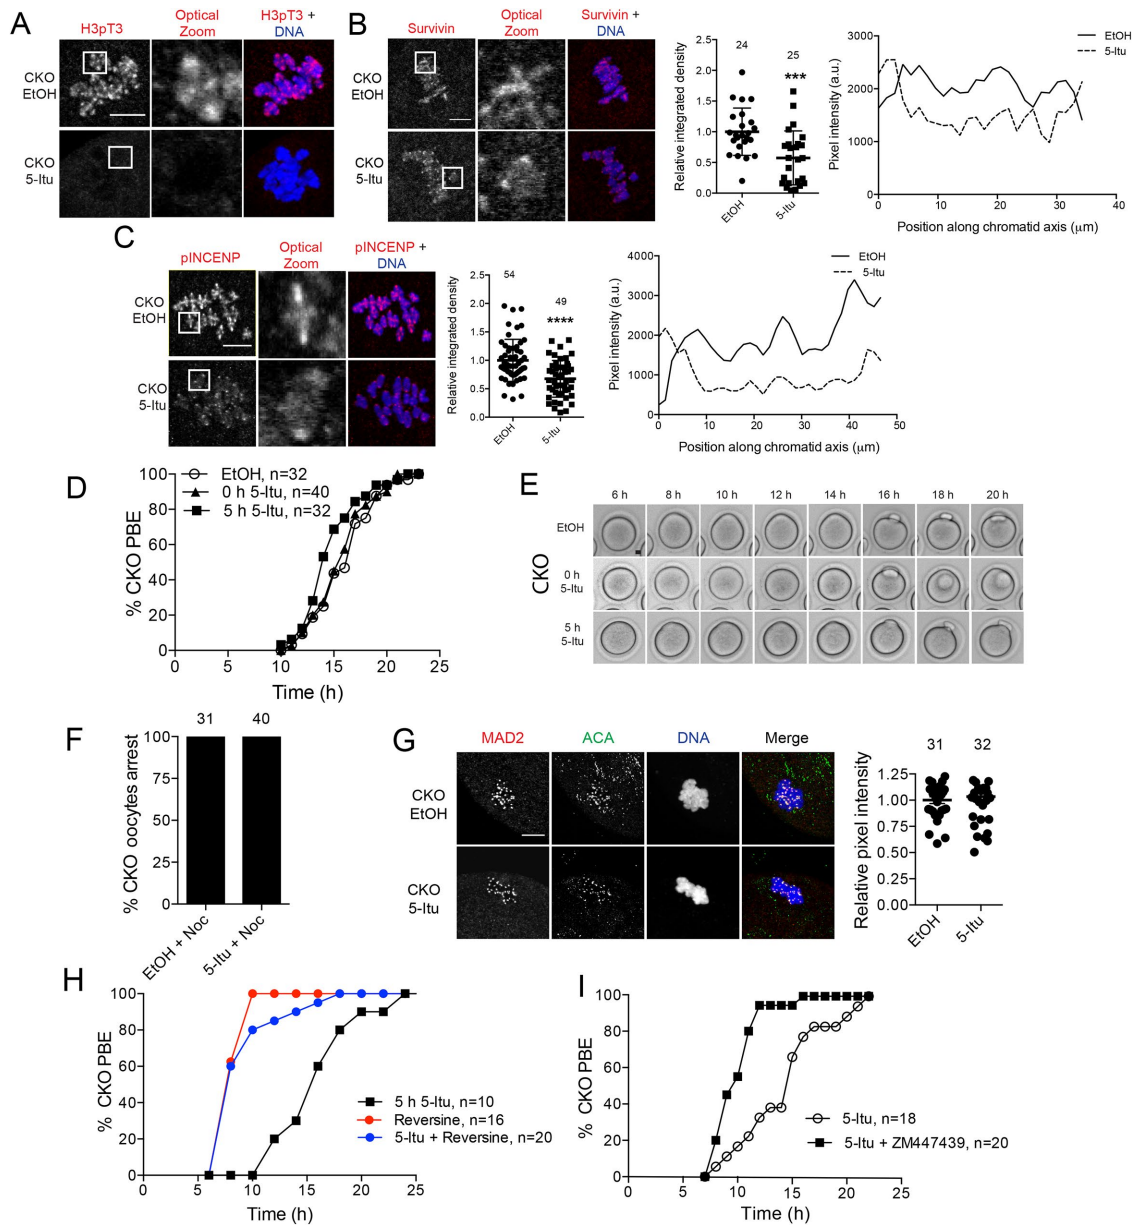 A
H3pT3
Optical
Zoom
H3pT3 +
DNA
CKO
EtOH
CKO
5-Itu
B
Survivin
Optical
Zoom
Survivin +
DNA
CKO
EtOH
CKO
5-Itu
Relative integrated density
2.5
2.0
1.5
1.0
0.5
0.0
24
25
***
EtOH
5-Itu
Pixel intensity (a.u.)
3000
2000
1000
0
EtOH
5-Itu
0 10 20 30 40
Position along chromatid axis (μm)
C
pINCENP
Optical
Zoom
pINCENP +
DNA
CKO
EtOH
CKO
5-Itu
Relative integrated density
2.5
2.0
1.5
1.0
0.5
0.0
54
49
****
EtOH
5-Itu
Pixel intensity (a.u.)
4000
3000
2000
1000
0
EtOH
5-Itu
0 10 20 30 40 50
Position along chromatid axis (μm)
D
% CKO PBE
100
80
60
40
20
0
EtOH, n=32
0 h 5-Itu, n=40
5 h 5-Itu, n=32
0 5 10 15 20 25
Time (h)
E
6 h 8 h 10 h 12 h 14 h 16 h 18 h 20 h
CKO
EtOH
0 h
5-Itu
5 h
5-Itu
F
% CKO oocytes arrest
100
75
50
25
0
31 40
EtOH + Noc
5-Itu + Noc
G
MAD2 ACA DNA Merge
CKO
EtOH
CKO
5-Itu
Relative pixel intensity
1.25
1.00
0.75
0.50
0.25
0.00
31 32
EtOH
5-Itu
H
% CKO PBE
100
80
60
40
20
0
5 h 5-Itu, n=10
Reversine, n=16
5-Itu + Reversine, n=20
0 5 10 15 20 25
Time (h)
I
% CKO PBE
100
80
60
40
20
0
5-Itu, n=18
5-Itu + ZM447439, n=20
0 5 10 15 20 25
Time (h)